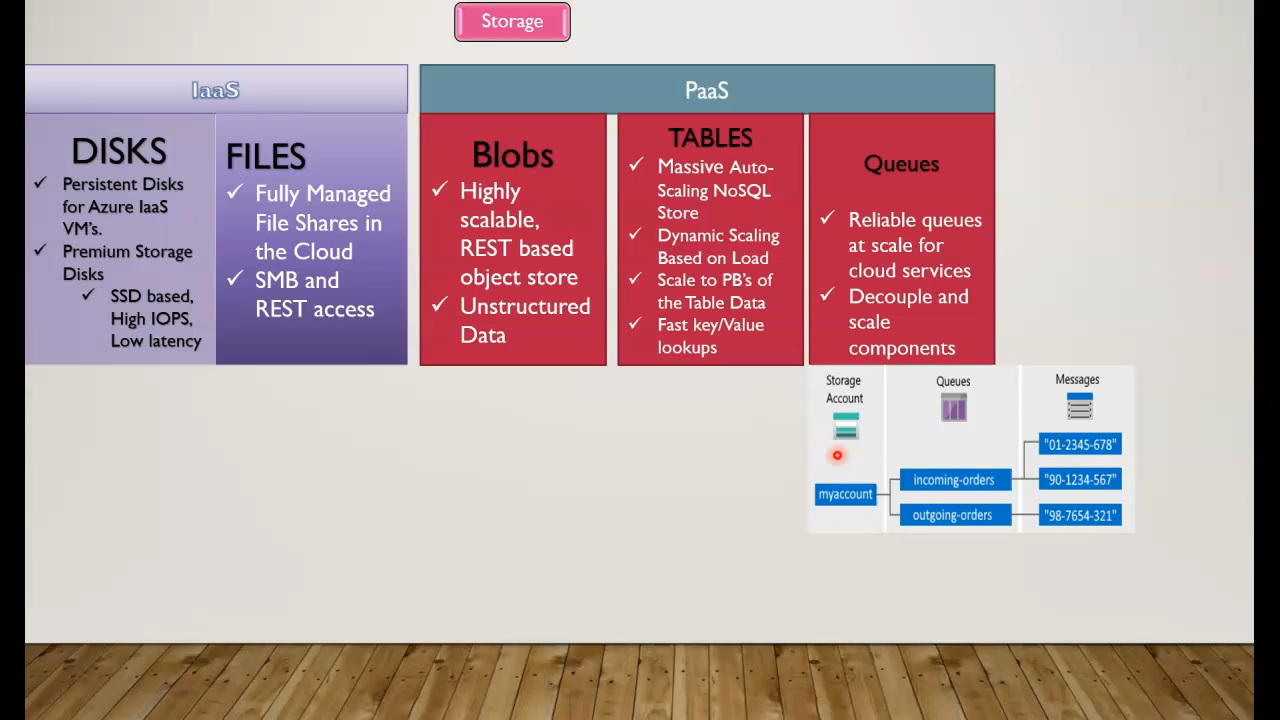 Storage
IaaS
PaaS
DISKS
Persistent Disks
for Azure IaaS
VM's.
Premium Storage
Disks
SSD based,
High IOPS,
Low latency
FILES
Fully Managed
File Shares in
the Cloud
SMB and
REST access
Blobs
Highly
scalable,
REST based
object store
Unstructured
Data
TABLES
Massive Auto-
Scaling NoSQL
Store
Dynamic Scaling
Based on Load
Scale to PB's of
the Table Data
Fast key/Value
lookups
Queues
Reliable queues
at scale for
cloud services
Decouple and
scale
components
Storage
Account
myaccount
Queues
incoming-orders
outgoing-orders
Messages
"01-2345-678"
"90-1234-567"
"98-7654-321"